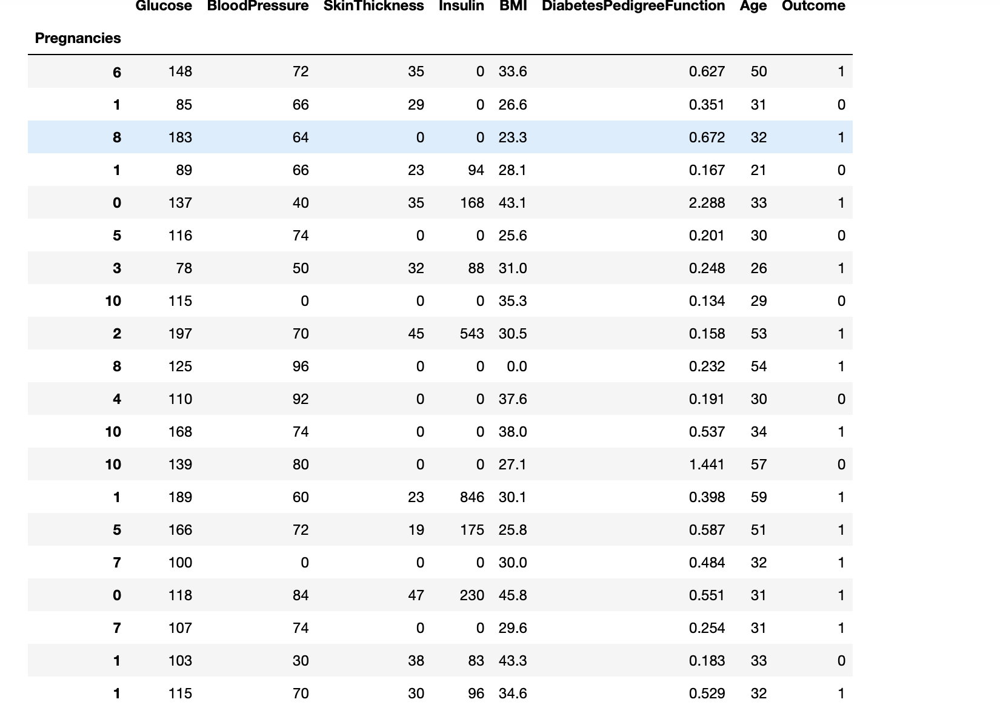 Glucose BloodPressure SkinThickness Insulin BMI DiabetesPedigreeFunction Age Outcome
Pregnancies
6 148 72 35 0 33.6 0.627 50 1
1 85 66 29 0 26.6 0.351 31 0
8 183 64 0 0 23.3 0.672 32 1
1 89 66 23 94 28.1 0.167 21 0
0 137 40 35 168 43.1 2.288 33 1
5 116 74 0 0 25.6 0.201 30 0
3 78 50 32 88 31.0 0.248 26 1
10 115 0 0 0 35.3 0.134 29 0
2 197 70 45 543 30.5 0.158 53 1
8 125 96 0 0 0.0 0.232 54 1
4 110 92 0 0 37.6 0.191 30 0
10 168 74 0 0 38.0 0.537 34 1
10 139 80 0 0 27.1 1.441 57 0
1 189 60 23 846 30.1 0.398 59 1
5 166 72 19 175 25.8 0.587 51 1
7 100 0 0 0 30.0 0.484 32 1
0 118 84 47 230 45.8 0.551 31 1
7 107 74 0 0 29.6 0.254 31 1
1 103 30 38 83 43.3 0.183 33 0
1 115 70 30 96 34.6 0.529 32 1